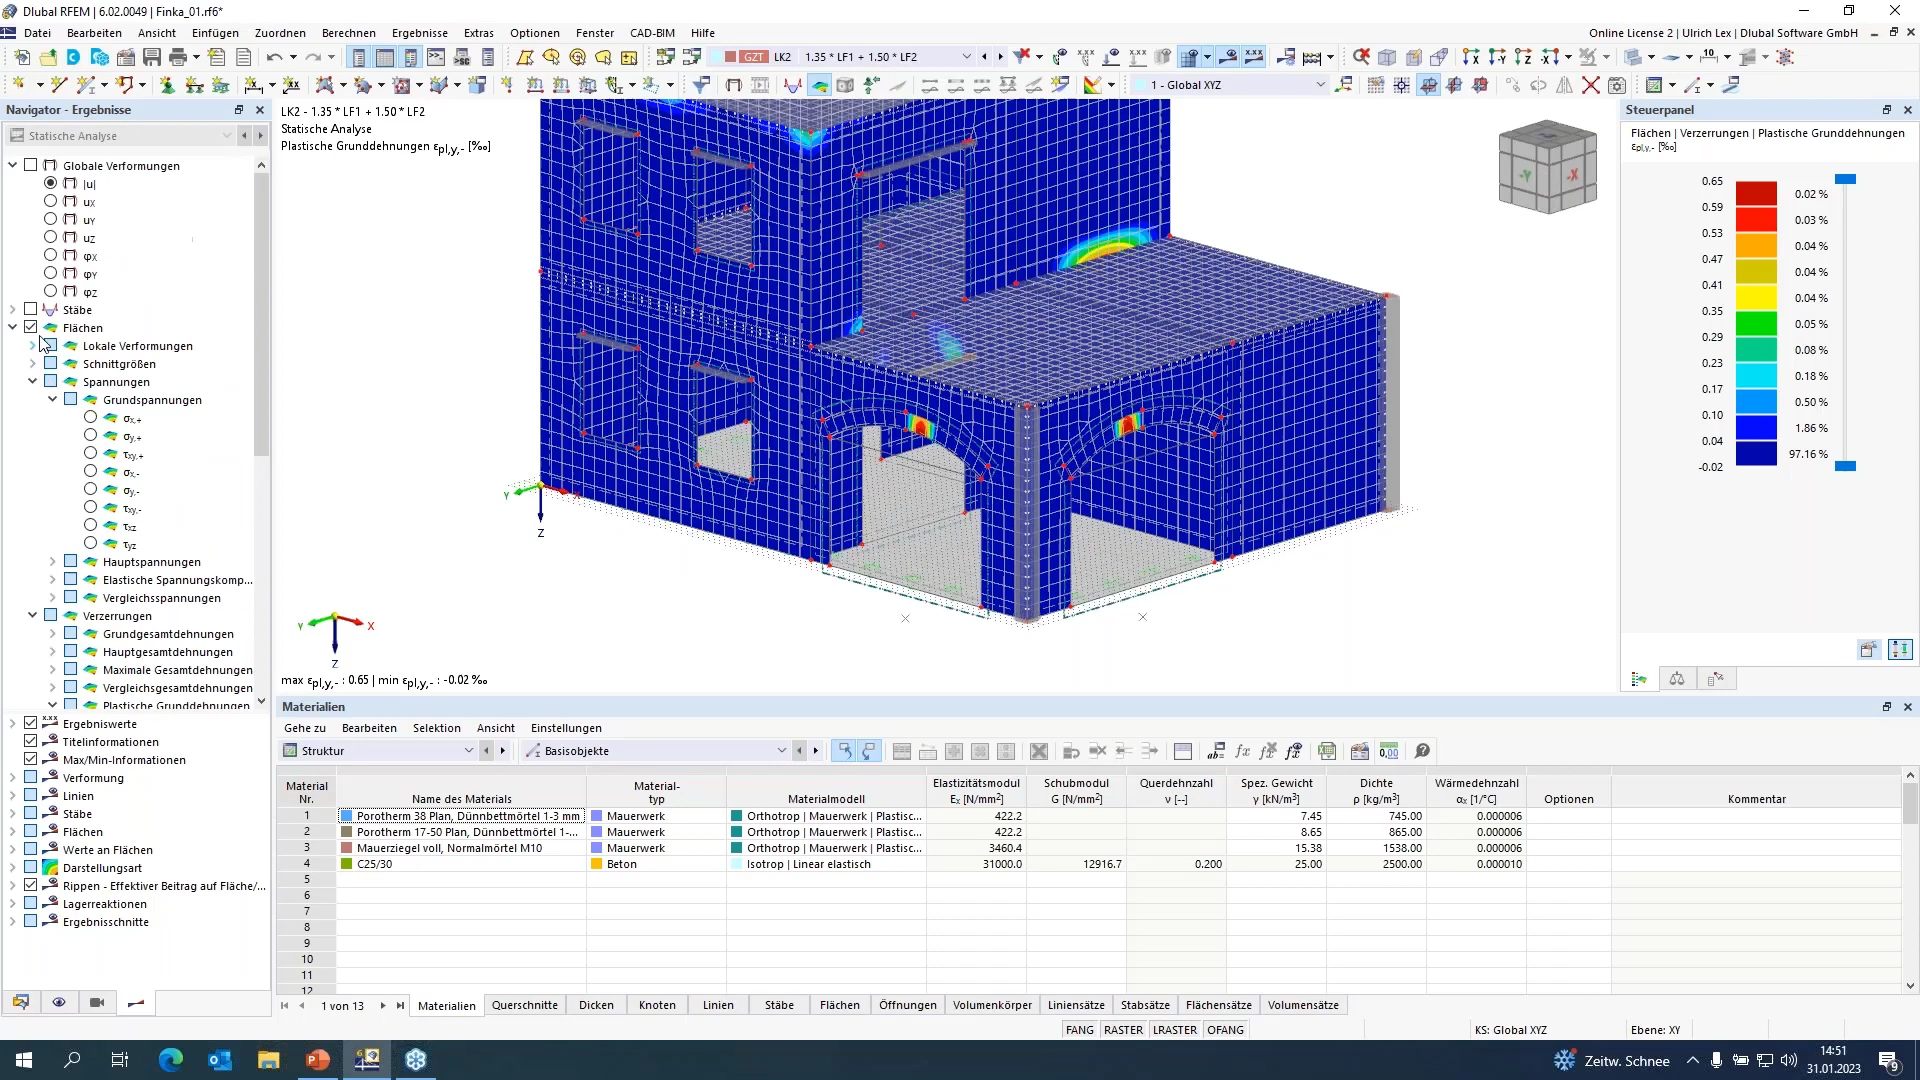 Dlubal RFEM | 6.02.0049 | Finka_01.rf6*
Datei Bearbeiten Ansicht Einfügen Zuordnen Berechnen Ergebnisse Extras Optionen Fenster CAD-BIM Hilfe
Online License 2 | Ulrich Lex | Dlubal Software GmbH
GZT LK2 1.35 * LF1 + 1.50 * LF2
1 - Global XYZ
Navigator - Ergebnisse
Statische Analyse
Globale Verformungen
|u|
uX
uY
uZ
φX
φY
φZ
Stäbe
Flächen
Lokale Verformungen
Schnittgrößen
Spannungen
Grundspannungen
σx,+
σy,+
τxy,+
σx,-
σy,-
τxy,-
τxz
τyz
Hauptspannungen
Elastische Spannungskomp...
Vergleichsspannungen
Verzerrungen
Grundgesamtdehnungen
Hauptgesamtdehnungen
Maximale Gesamtdehnungen
Vergleichsgesamtdehnungen
Plastische Grunddehnungen
Ergebniswerte
Titelinformationen
Max/Min-Informationen
Verformung
Linien
Stäbe
Flächen
Werte an Flächen
Darstellungsart
Rippen - Effektiver Beitrag auf Fläche/...
Lagerreaktionen
Ergebnisschnitte
LK2 - 1.35 * LF1 + 1.50 * LF2
Statische Analyse
Plastische Grunddehnungen εpl,y,- [‰]
Y
X
Z
Y
X
Z
-Y
-X
max εpl,y,- : 0.65 | min εpl,y,- : -0.02 ‰
Steuerpanel
Flächen | Verzerrungen | Plastische Grunddehnungen
εpl,y,- [‰]
0.65
0.02 %
0.59
0.03 %
0.53
0.04 %
0.47
0.04 %
0.41
0.04 %
0.35
0.05 %
0.29
0.08 %
0.23
0.18 %
0.17
0.50 %
0.10
1.86 %
0.04
97.16 %
-0.02
Materialien
Gehe zu Bearbeiten Selektion Ansicht Einstellungen
Struktur Basisobjekte
Material Nr. Name des Materials Material-typ Materialmodell Elastizitätsmodul Ex [N/mm²] Schubmodul G [N/mm²] Querdehnzahl ν [--] Spez. Gewicht γ [kN/m³] Dichte ρ [kg/m³] Wärmedehnzahl αx [1/°C] Optionen Kommentar
1 Porotherm 38 Plan, Dünnbettmörtel 1-3 mm Mauerwerk Orthotrop | Mauerwerk | Plastisc... 422.2 7.45 745.00 0.000006
2 Porotherm 17-50 Plan, Dünnbettmörtel 1-... Mauerwerk Orthotrop | Mauerwerk | Plastisc... 422.2 8.65 865.00 0.000006
3 Mauerziegel voll, Normalmörtel M10 Mauerwerk Orthotrop | Mauerwerk | Plastisc... 3460.4 15.38 1538.00 0.000006
4 C25/30 Beton Isotrop | Linear elastisch 31000.0 12916.7 0.200 25.00 2500.00 0.000010
5
6
7
8
9
10
11
12
1 von 13 Materialien Querschnitte Dicken Knoten Linien Stäbe Flächen Öffnungen Volumenkörper Liniensätze Stabsätze Flächensätze Volumensätze
FANG RASTER LRASTER OFANG KS: Global XYZ Ebene: XY
Zeitw. Schnee
14:51
31.01.2023
9